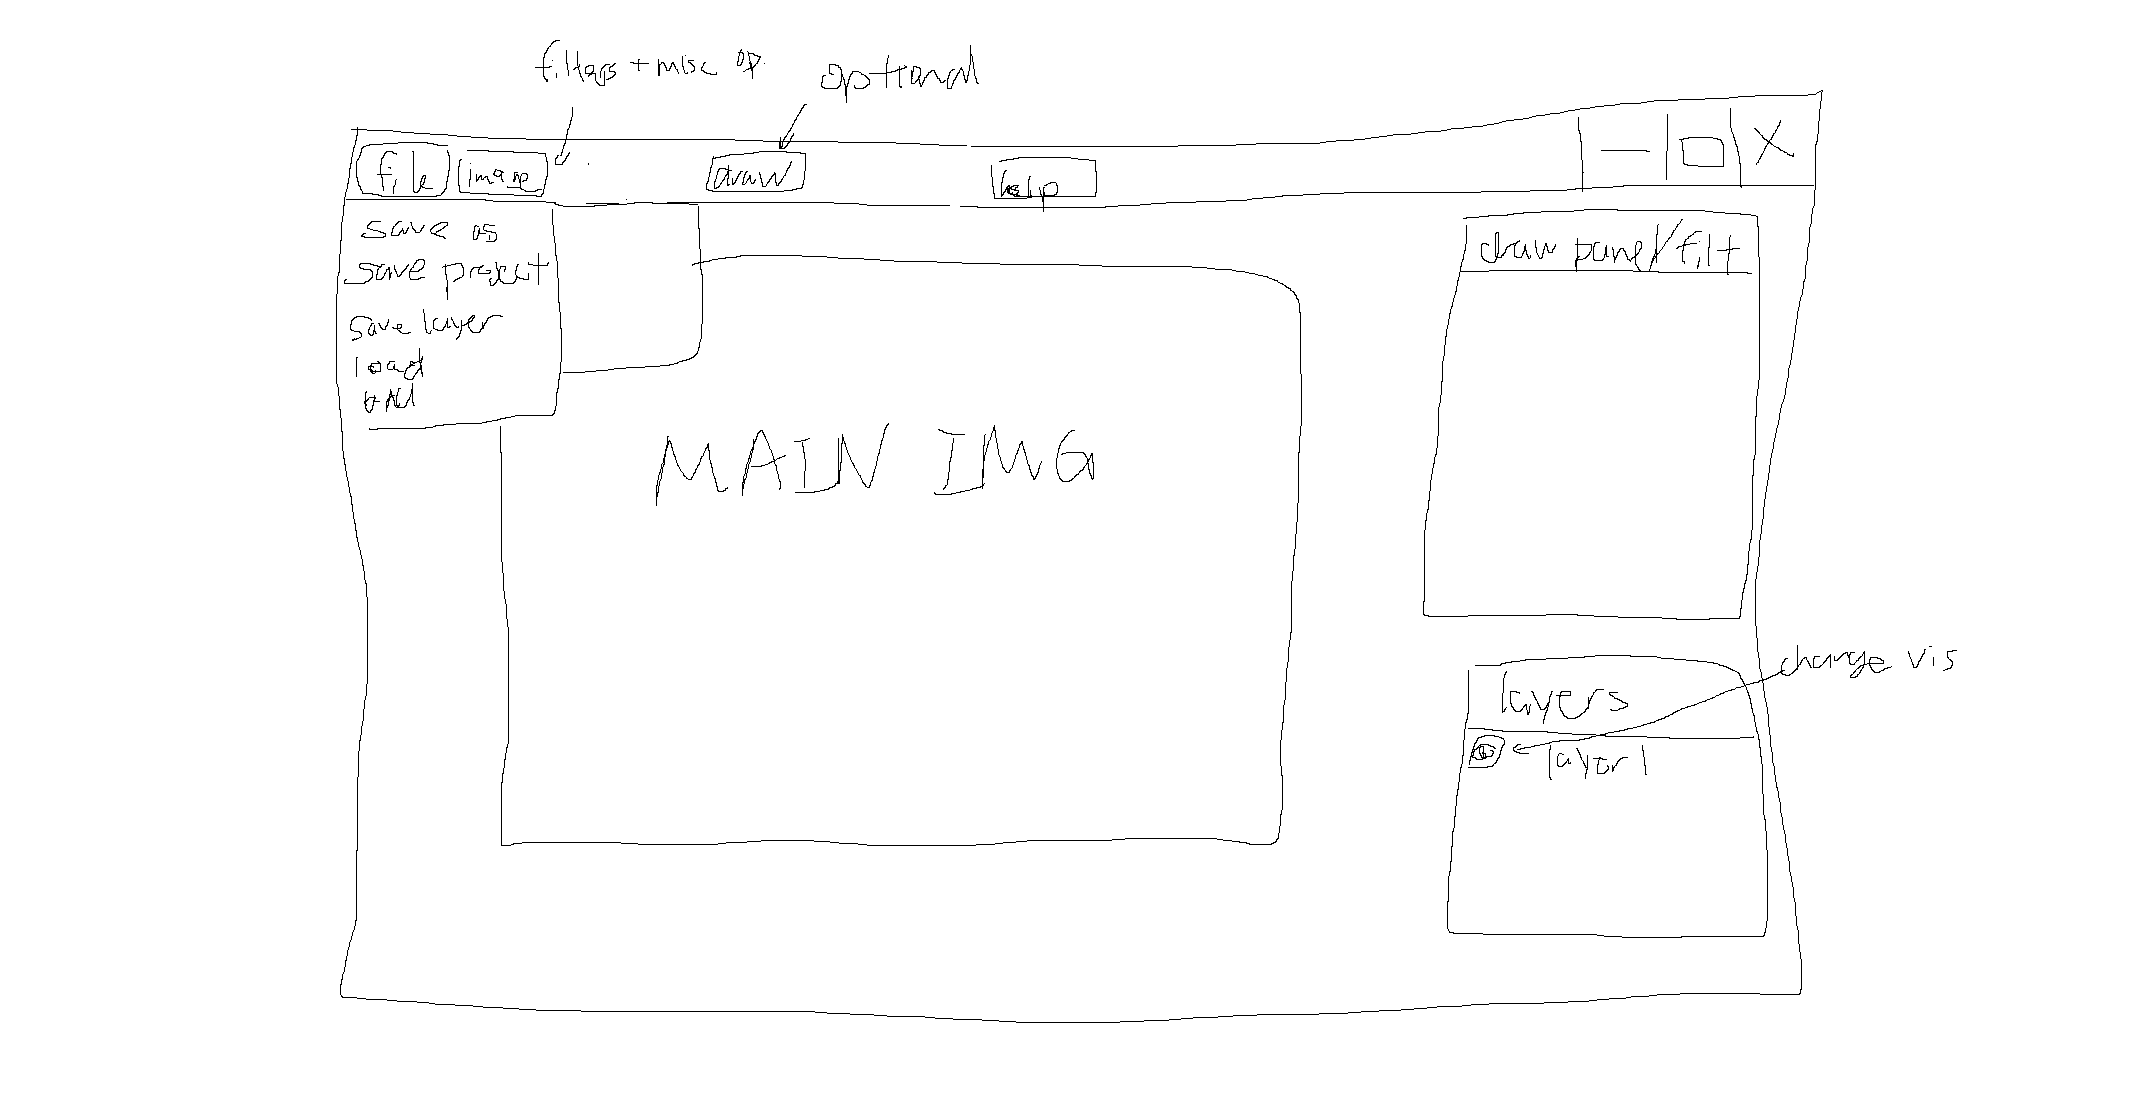 filters + misc op.
optional
file
image
draw
help
save as
save project
save layer
load
draw panel/filt
MAIN IMG
change vis
layers
layer 1